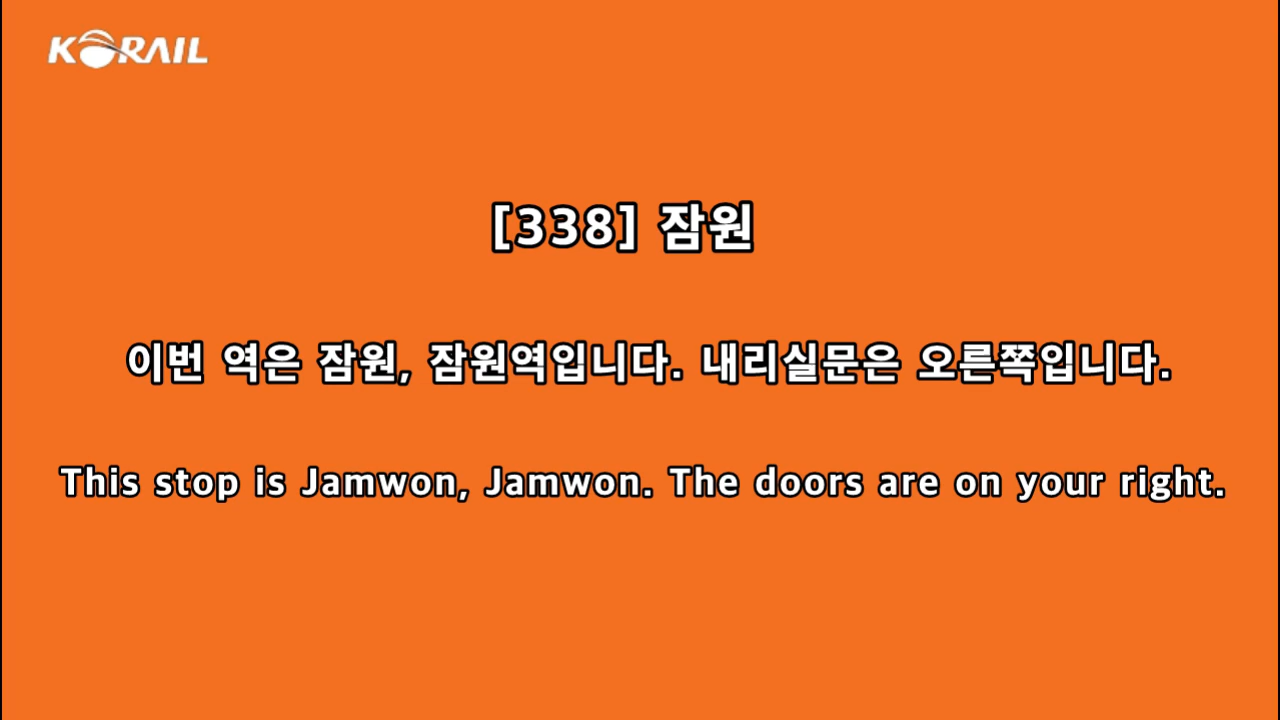 KORAIL
[338] 잠원
이번 역은 잠원, 잠원역입니다. 내리실문은 오른쪽입니다.
This stop is Jamwon, Jamwon. The doors are on your right.